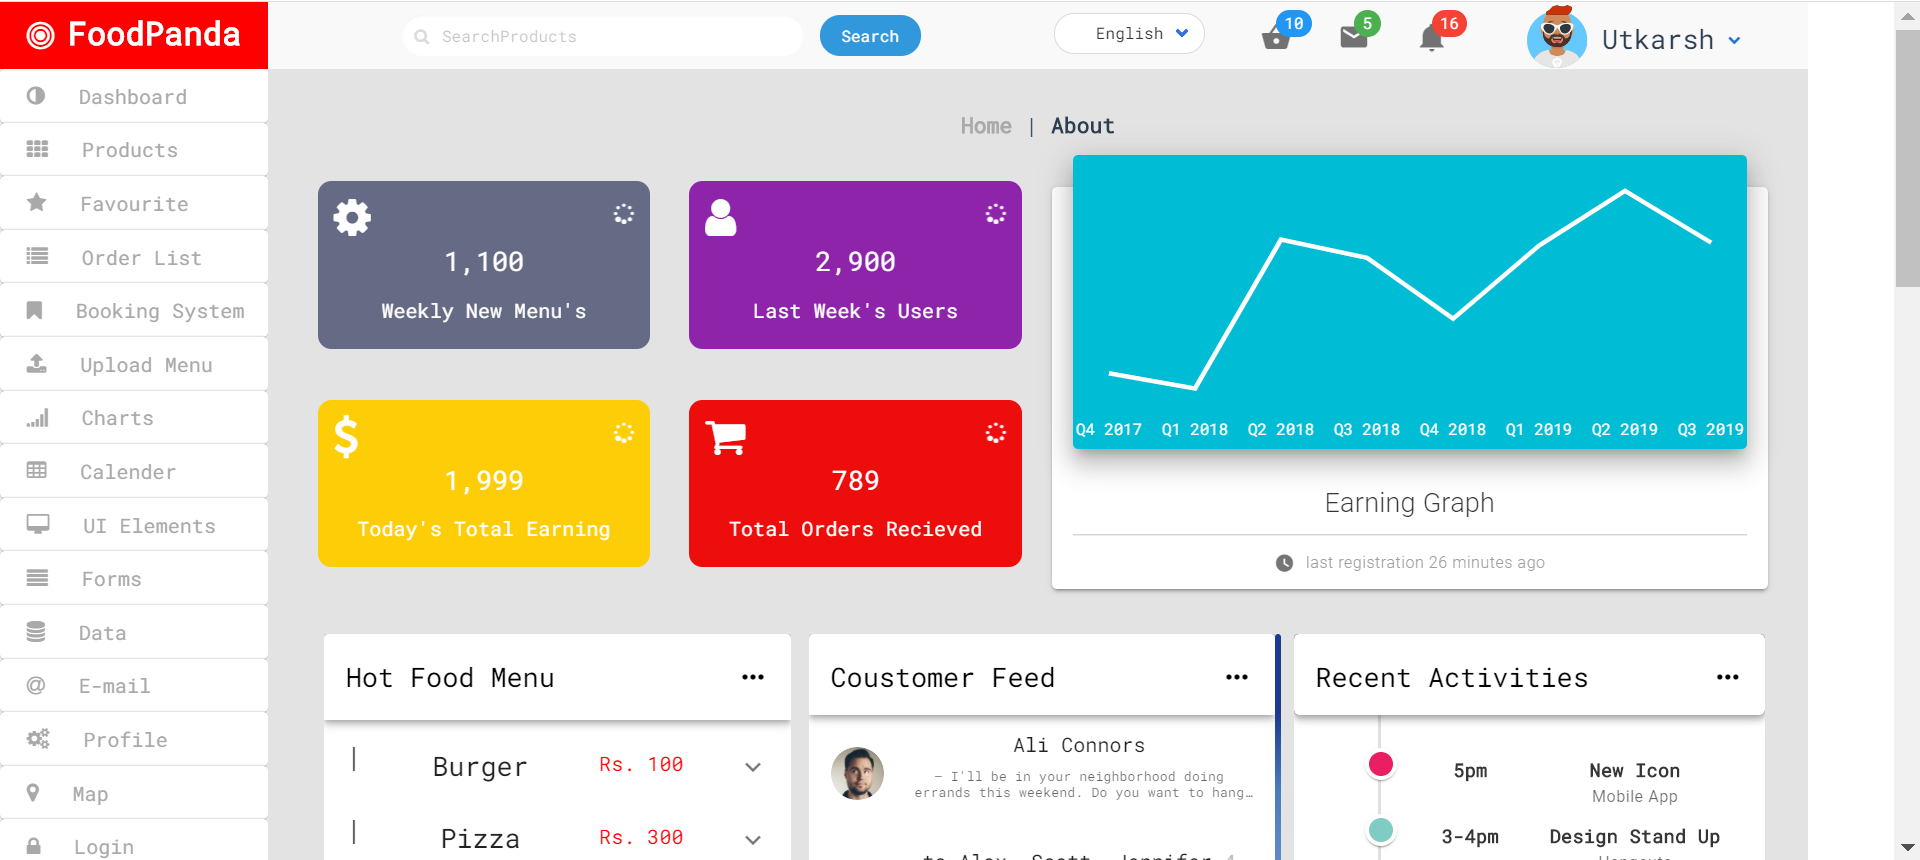 FoodPanda
SearchProducts
Search
English
10
5
16
Utkarsh
Dashboard
Products
Favourite
Order List
Booking System
Upload Menu
Charts
Calender
UI Elements
Forms
Data
E-mail
Profile
Map
Login
Home | About
1,100
Weekly New Menu's
2,900
Last Week's Users
$
1,999
Today's Total Earning
789
Total Orders Recieved
Q4 2017 Q1 2018 Q2 2018 Q3 2018 Q4 2018 Q1 2019 Q2 2019 Q3 2019
Earning Graph
last registration 26 minutes ago
Hot Food Menu
Burger Rs. 100
Pizza Rs. 300
Coustomer Feed
Ali Connors
— I'll be in your neighborhood doing
errands this weekend. Do you want to hang…
to Alex, Scott, Jennifer
Recent Activities
5pm New Icon
Mobile App
3-4pm Design Stand Up
Hangouts